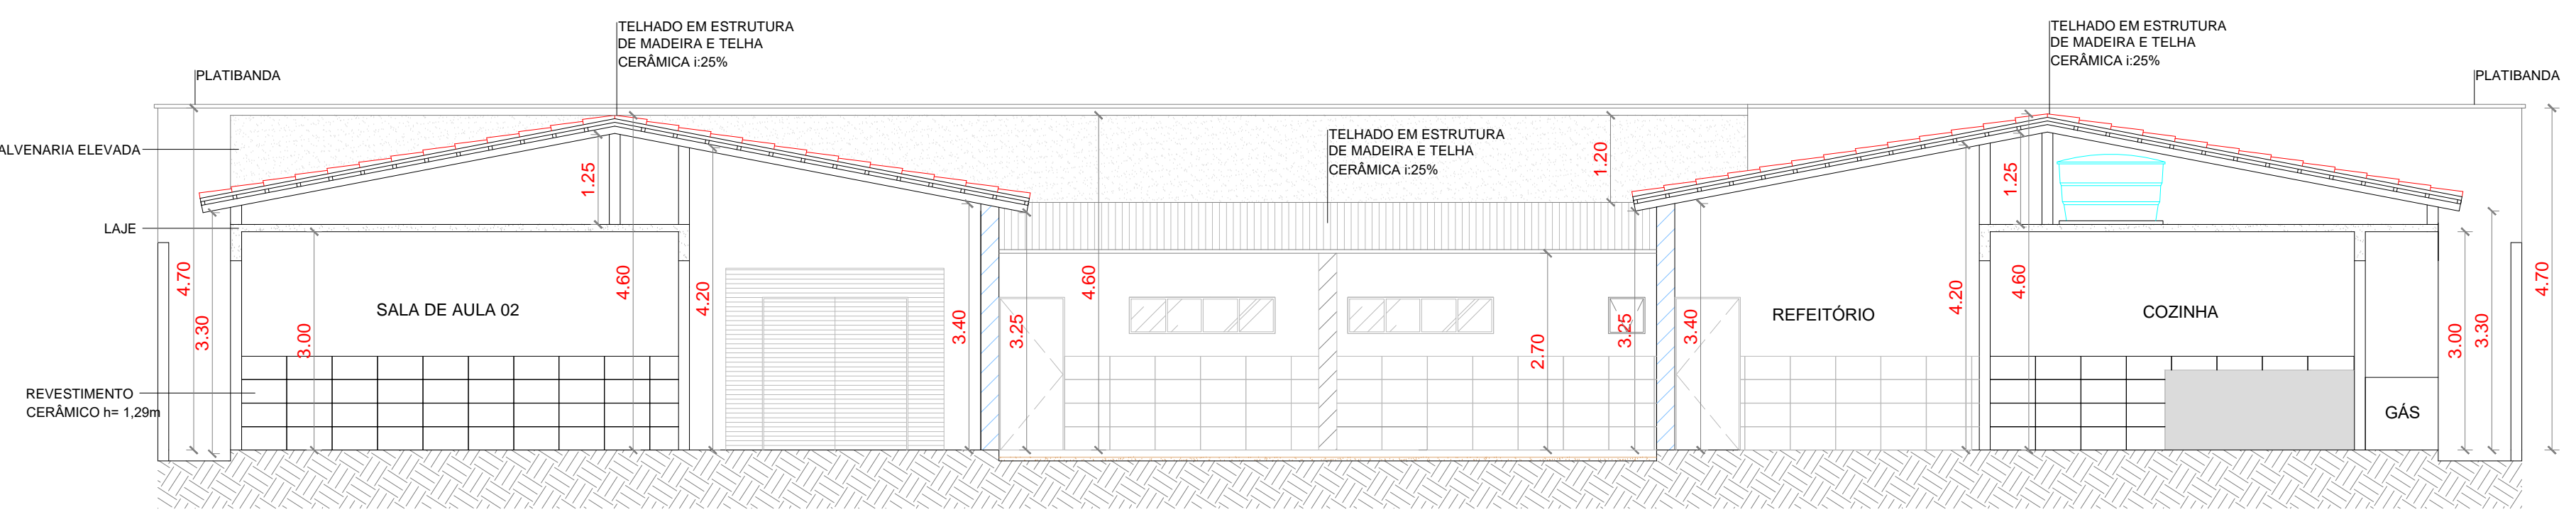 TELHADO EM ESTRUTURA
DE MADEIRA E TELHA
CERÂMICA i:25%
TELHADO EM ESTRUTURA
DE MADEIRA E TELHA
CERÂMICA i:25%
PLATIBANDA
PLATIBANDA
TELHADO EM ESTRUTURA
DE MADEIRA E TELHA
CERÂMICA i:25%
ALVENARIA ELEVADA
1.25
1.20
1.25
LAJE
4.70
3.30
3.00
SALA DE AULA 02
4.60
4.20
3.40
3.25
4.60
2.70
3.25
3.40
REFEITÓRIO
4.20
4.60
COZINHA
3.00
3.30
4.70
REVESTIMENTO
CERÂMICO h= 1,29m
GÁS